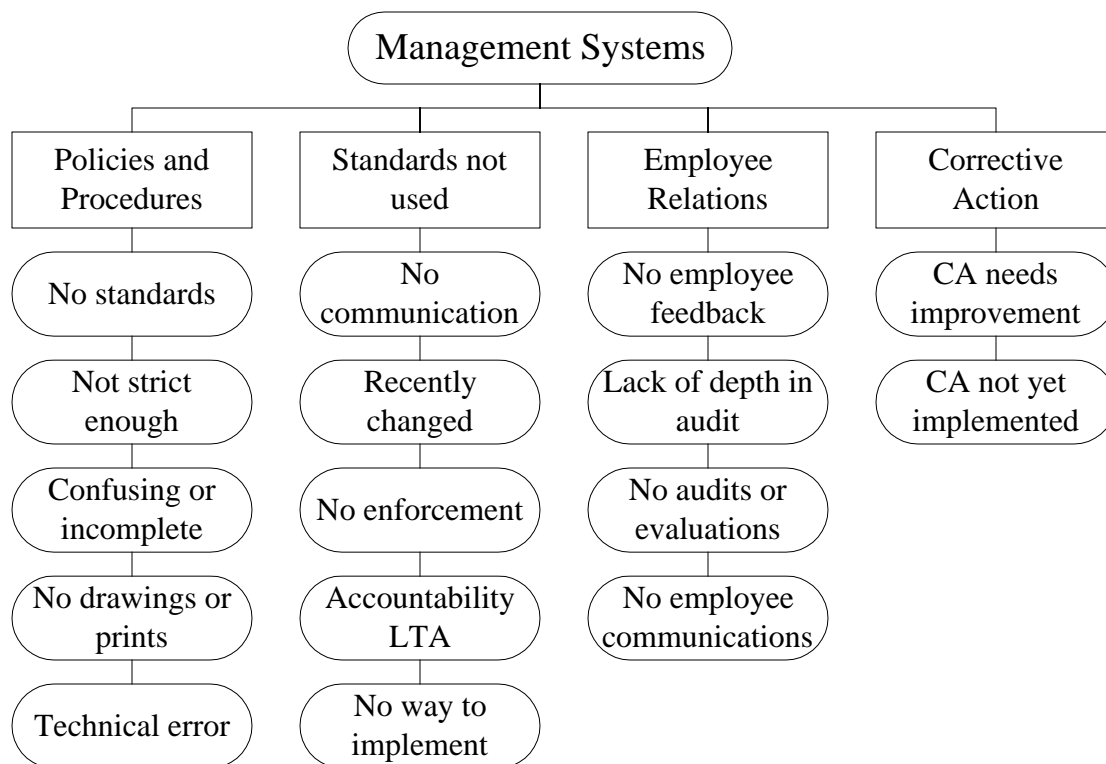 Management Systems
Policies and
Procedures
No standards
Not strict
enough
Confusing or
incomplete
No drawings or
prints
Technical error
Standards not
used
No
communication
Recently
changed
No enforcement
Accountability
LTA
No way to
implement
Employee
Relations
No employee
feedback
Lack of depth in
audit
No audits or
evaluations
No employee
communications
Corrective
Action
CA needs
improvement
CA not yet
implemented